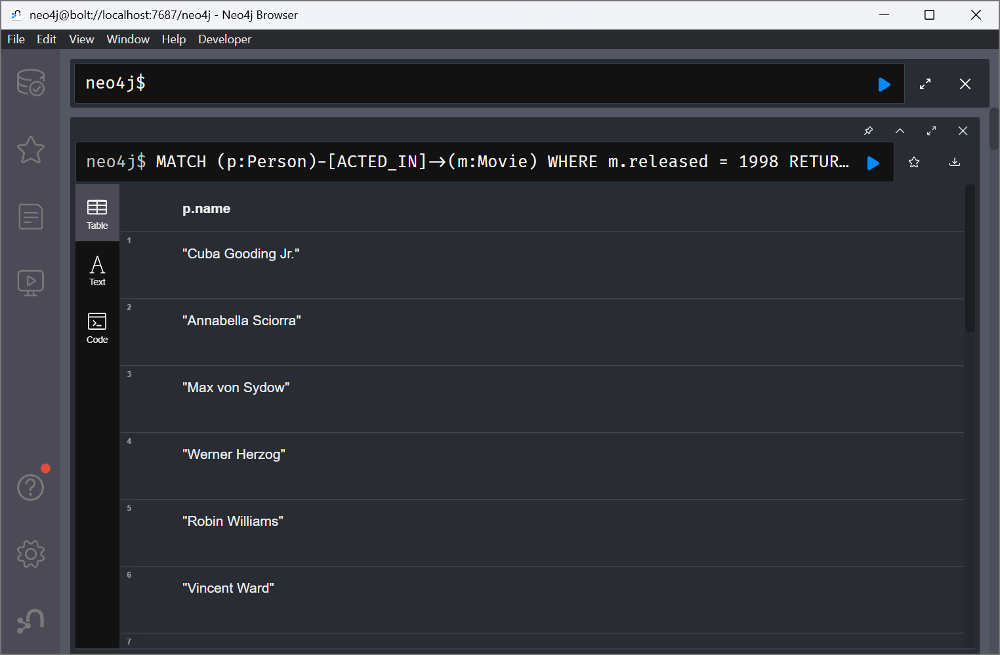 neo4j@bolt://localhost:7687/neo4j - Neo4j Browser
File Edit View Window Help Developer
neo4j$
neo4j$ MATCH (p:Person)-[ACTED_IN]->(m:Movie) WHERE m.released = 1998 RETUR…
Table
Text
Code
p.name
1
"Cuba Gooding Jr."
2
"Annabella Sciorra"
3
"Max von Sydow"
4
"Werner Herzog"
5
"Robin Williams"
6
"Vincent Ward"
7